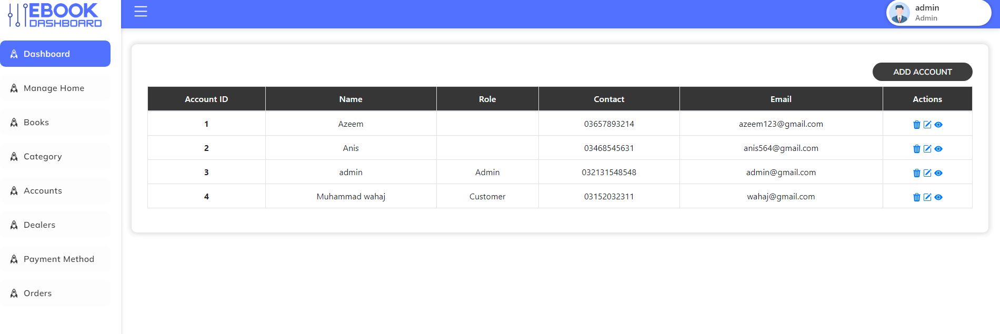 EBOOK
DASHBOARD
admin
Admin
Dashboard
Manage Home
Books
Category
Accounts
Dealers
Payment Method
Orders
ADD ACCOUNT
Account ID Name Role Contact Email Actions
1 Azeem 03657893214 azeem123@gmail.com
2 Anis 03468545631 anis564@gmail.com
3 admin Admin 032131548548 admin@gmail.com
4 Muhammad wahaj Customer 03152032311 wahaj@gmail.com